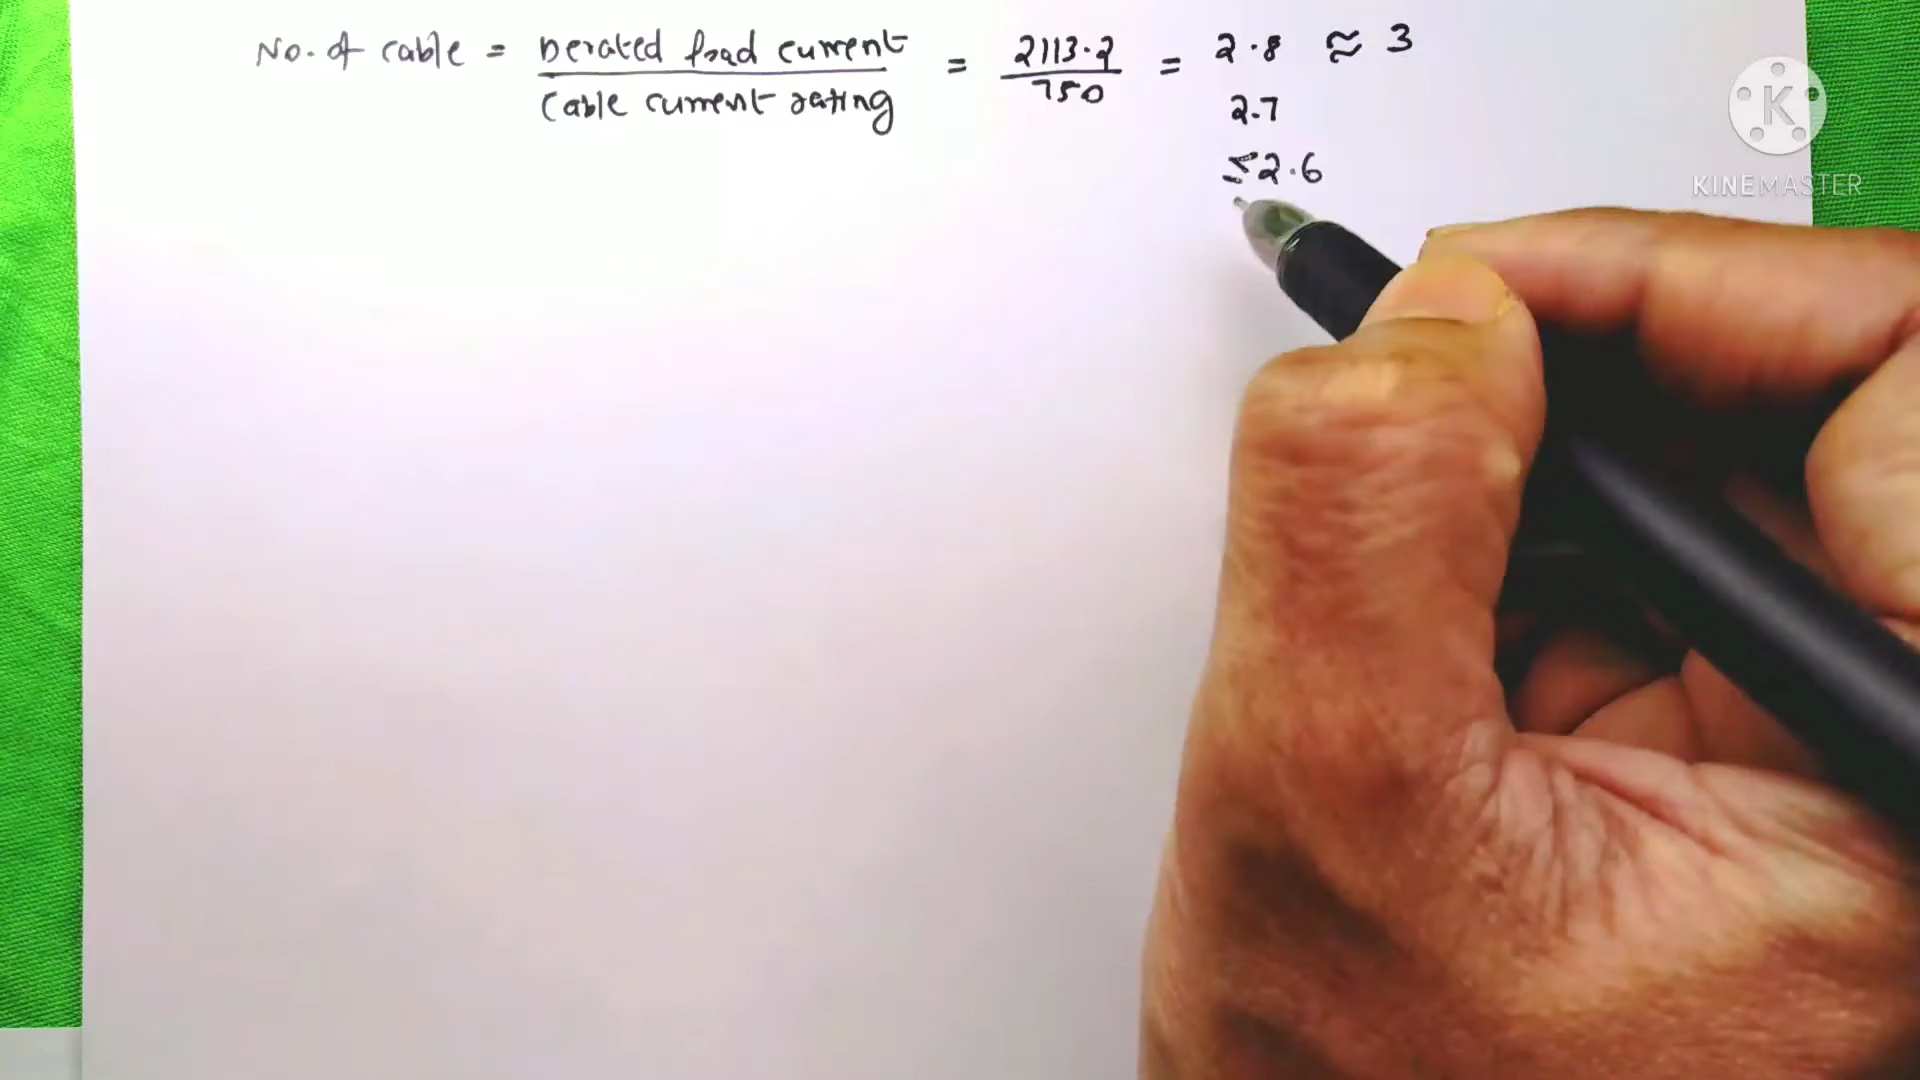 No. of cable = Derated load current / Cable current rating = 2113.2 / 750 = 2.8 ≈ 3
2.7
≤2.6
K
KINEMASTER